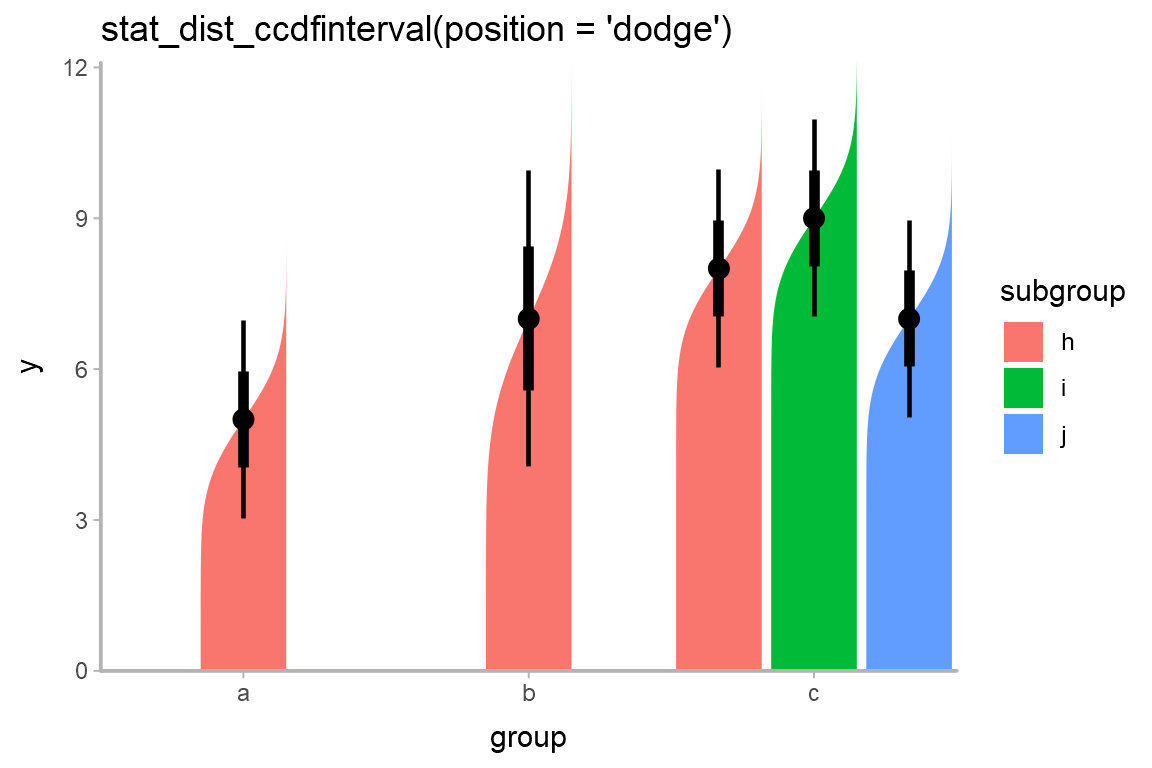 stat_dist_ccdfinterval(position = 'dodge')
12
9
6
3
0
y
a b c
group
subgroup
h
i
j